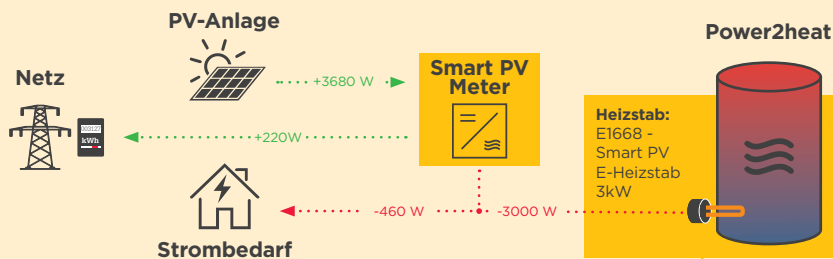 PV-Anlage
Power2heat
Netz
+3680 W
Smart PV
Meter
003127
kWh
+220W
Heizstab:
E1668 -
Smart PV
E-Heizstab
3kW
-460 W
-3000 W
Strombedarf